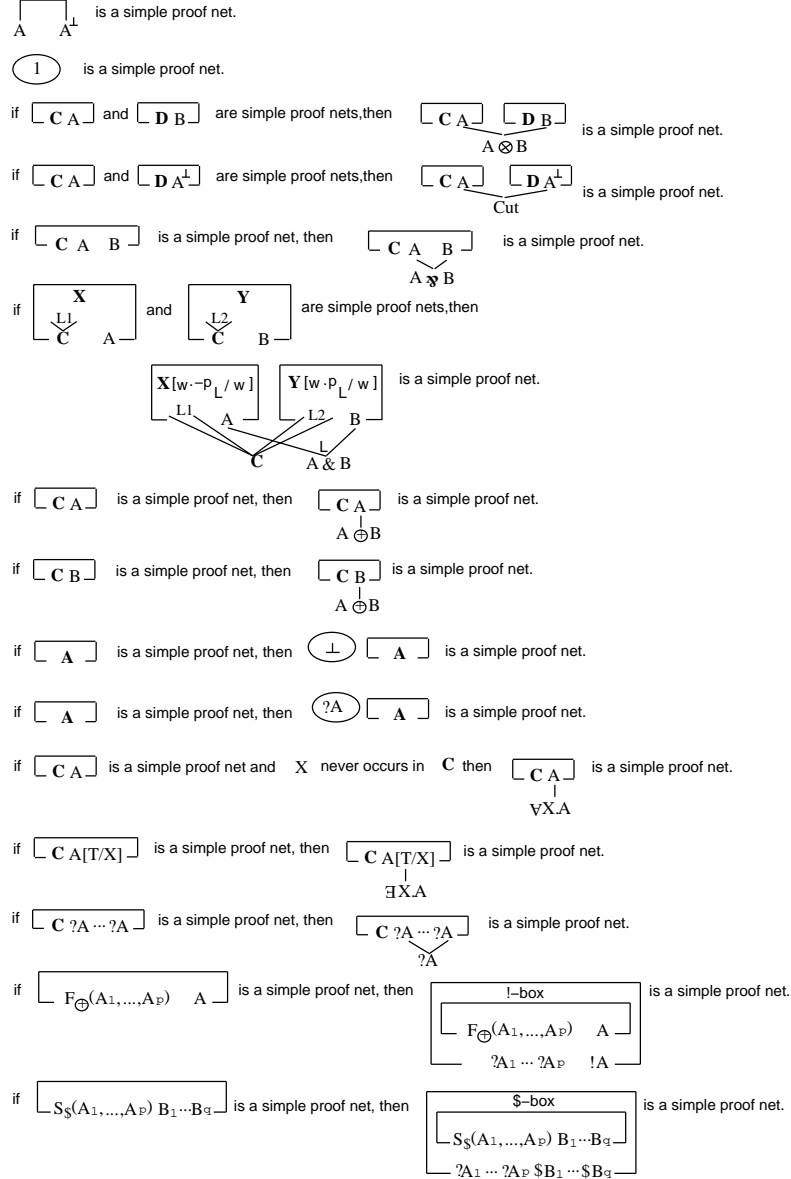 A A⊥ is a simple proof net.
1 is a simple proof net.
if C A and D B are simple proof nets,then C A D B is a simple proof net.
A ⊗ B
if C A and D A⊥ are simple proof nets,then C A D A⊥ is a simple proof net.
Cut
if C A B is a simple proof net, then C A B is a simple proof net.
A ⅋ B
if X and Y are simple proof nets,then
L1 L2
C A C B
X[w·−p_L/w] Y[w·p_L/w] is a simple proof net.
L1 A L2 B
L
C A & B
if C A is a simple proof net, then C A is a simple proof net.
A ⊕ B
if C B is a simple proof net, then C B is a simple proof net.
A ⊕ B
if A is a simple proof net, then ⊥ A is a simple proof net.
if A is a simple proof net, then ?A A is a simple proof net.
if C A is a simple proof net and X never occurs in C then C A is a simple proof net.
∀X.A
if C A[T/X] is a simple proof net, then C A[T/X] is a simple proof net.
∃X.A
if C ?A ··· ?A is a simple proof net, then C ?A ··· ?A is a simple proof net.
?A
if F⊕(A1,...,Ap) A is a simple proof net, then !−box is a simple proof net.
F⊕(A1,...,Ap) A
?A1 ··· ?Ap !A
if S$(A1,...,Ap) B1···Bq is a simple proof net, then $−box is a simple proof net.
S$(A1,...,Ap) B1···Bq
?A1 ··· ?Ap $B1 ··· $Bq